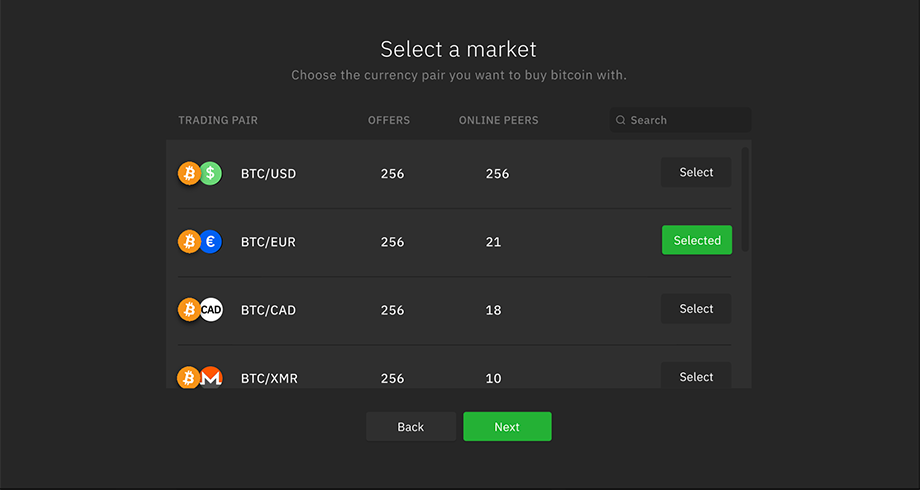 Select a market
Choose the currency pair you want to buy bitcoin with.
TRADING PAIR OFFERS ONLINE PEERS Search
₿ $ BTC/USD 256 256 Select
₿ € BTC/EUR 256 21 Selected
₿ CAD BTC/CAD 256 18 Select
₿ BTC/XMR 256 10 Select
Back Next